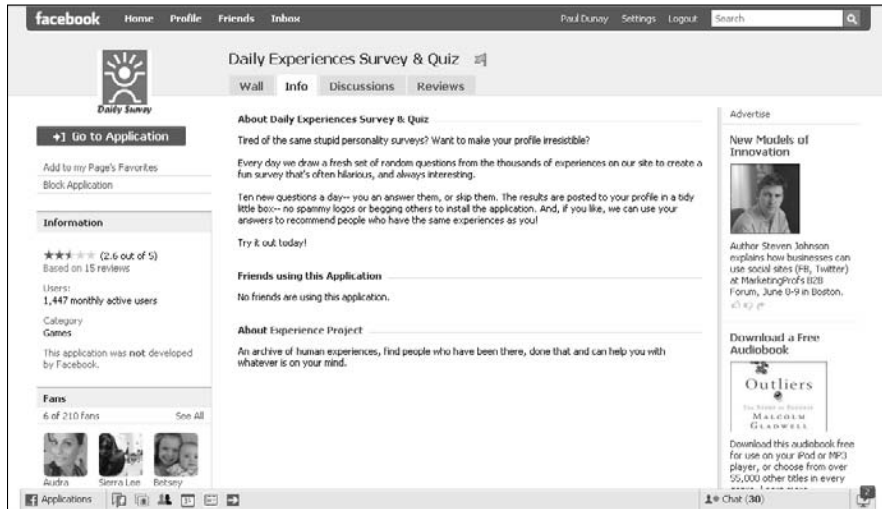 facebook Home Profile Friends Inbox Paul Dunay Settings Logout Search
Daily Survey
Daily Experiences Survey & Quiz
Wall Info Discussions Reviews
Go to Application
Add to my Page's Favorites
Block Application
Information
(2.6 out of 5)
Based on 15 reviews
Users:
1,447 monthly active users
Category
Games
This application was not developed
by Facebook.
Fans
6 of 210 fans See All
Audra Sierra Lee Betsey
About Daily Experiences Survey & Quiz
Tired of the same stupid personality surveys? Want to make your profile irresistible?
Every day we draw a fresh set of random questions from the thousands of experiences on our site to create a
fun survey that's often hilarious, and always interesting.
Ten new questions a day-- you an answer them, or skip them. The results are posted to your profile in a tidy
little box-- no spammy logos or begging others to install the application. And, if you like, we can use your
answers to recommend people who have the same experiences as you!
Try it out today!
Friends using this Application
No friends are using this application.
About Experience Project
An archive of human experiences, find people who have been there, done that and can help you with
whatever is on your mind.
Advertise
New Models of
Innovation
Author Steven Johnson
explains how businesses can
use social sites (FB, Twitter)
at MarketingProfs B2B
Forum, June 8-9 in Boston.
Download a Free
Audiobook
Outliers
The Story of Success
Malcolm
Gladwell
Download this audiobook free
for use on your iPod or MP3
player, or choose from over
55,000 other titles in every
Applications
31
Chat (30)
2